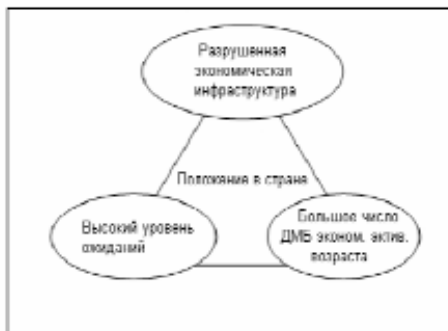 Разрушенная
экономическая
инфраструктура
Положение в стране
Высокий уровень
ожиданий
Большое число
ДМБ эконом. актив.
возраста